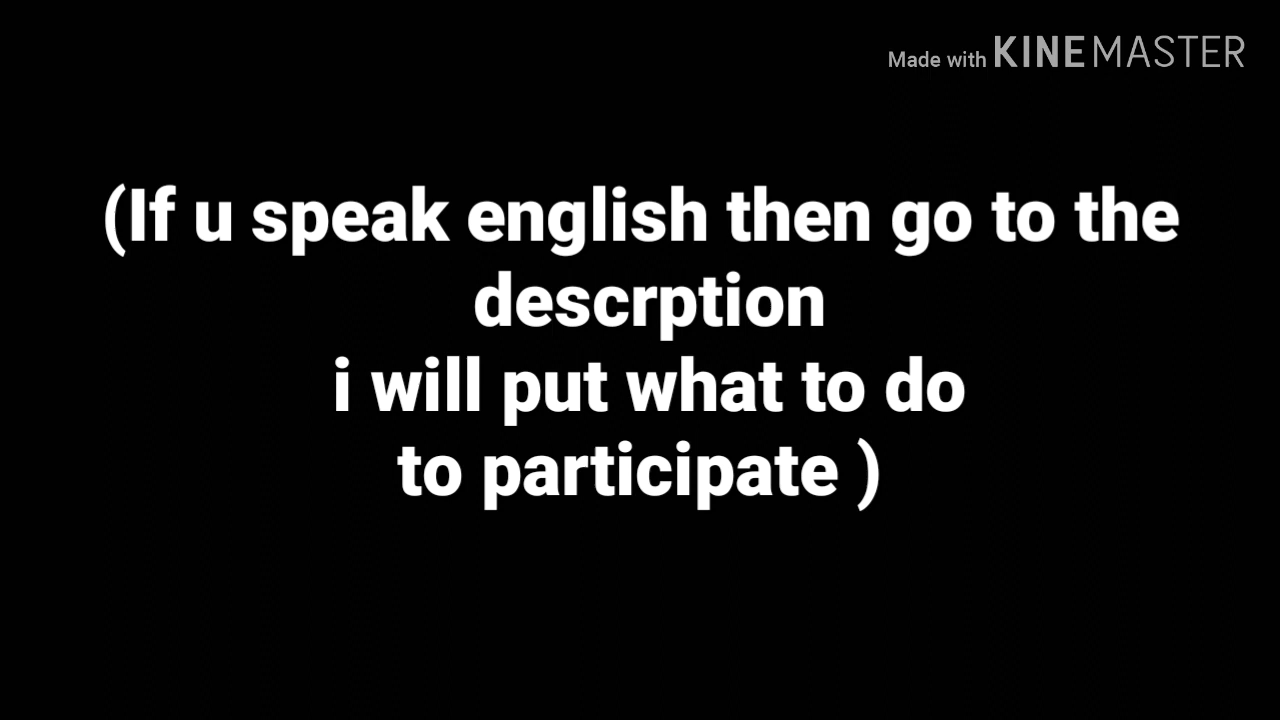 Made with KINEMASTER
(If u speak english then go to the
descrption
i will put what to do
to participate )